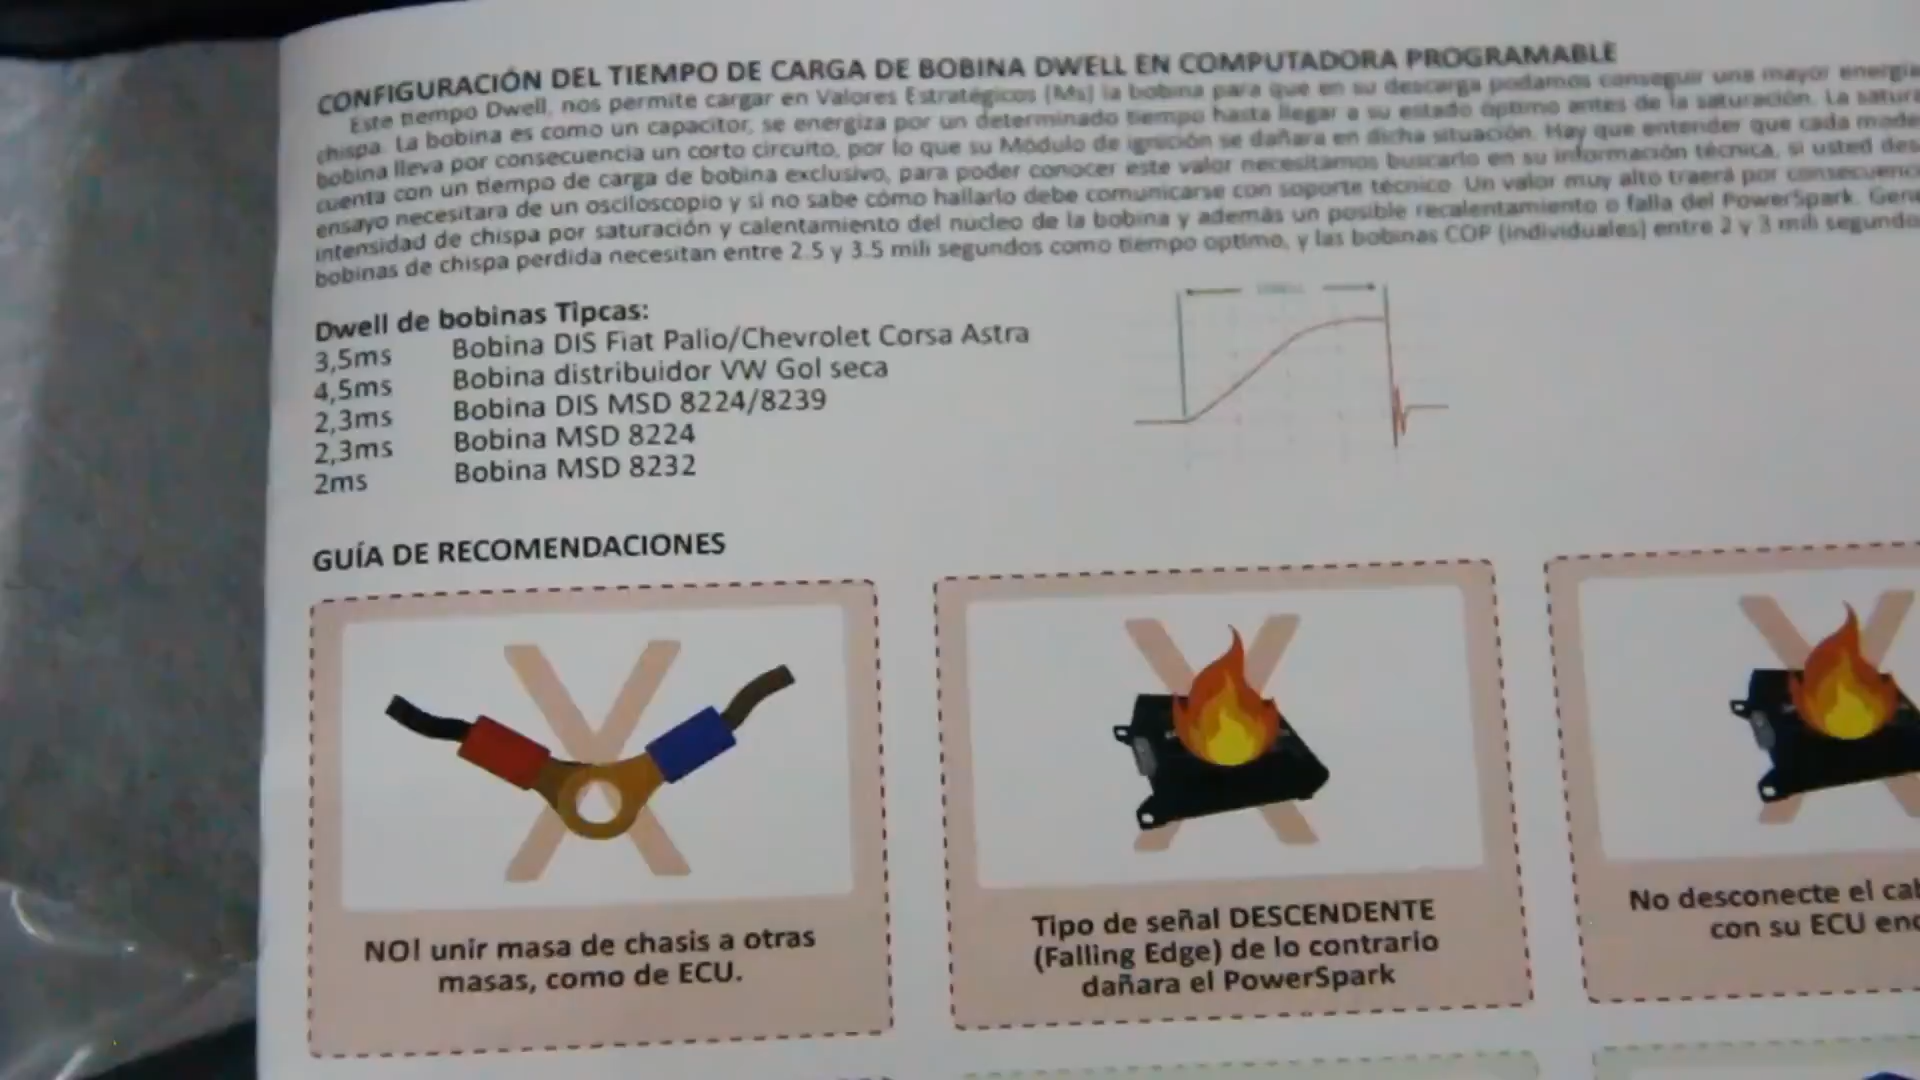 CONFIGURACIÓN DEL TIEMPO DE CARGA DE BOBINA DWELL EN COMPUTADORA PROGRAMABLE
Este tiempo Dwell, nos permite cargar en Valores Estratégicos (Ms) la bobina para que en su descarga podamos conseguir una mayor energía
chispa. La bobina es como un capacitor, se energiza por un determinado tiempo hasta llegar a su estado óptimo antes de la saturación. La
bobina lleva por consecuencia un corto circuito, por lo que su Módulo de ignición se dañara en dicha situación. Hay que entender que cada
cuenta con un tiempo de carga de bobina exclusivo, para poder conocer este valor necesitamos buscarlo en su información técnica, si usted
ensayo necesitara de un osciloscopio y si no sabe cómo hallarlo debe comunicarse con soporte técnico. Un valor muy alto traerá por
intensidad de chispa por saturación y calentamiento del nucleo de la bobina y además un posible recalentamiento o falla del PowerSpark.
bobinas de chispa perdida necesitan entre 2.5 y 3.5 mili segundos como tiempo optimo, y las bobinas COP (individuales) entre 2 y 3 mili
Dwell de bobinas Tipcas:
3,5ms Bobina DIS Fiat Palio/Chevrolet Corsa Astra
4,5ms Bobina distribuidor VW Gol seca
2,3ms Bobina DIS MSD 8224/8239
2,3ms Bobina MSD 8224
2ms Bobina MSD 8232
GUÍA DE RECOMENDACIONES
NO! unir masa de chasis a otras
masas, como de ECU.
Tipo de señal DESCENDENTE
(Falling Edge) de lo contrario
dañara el PowerSpark
No desconecte el
con su ECU